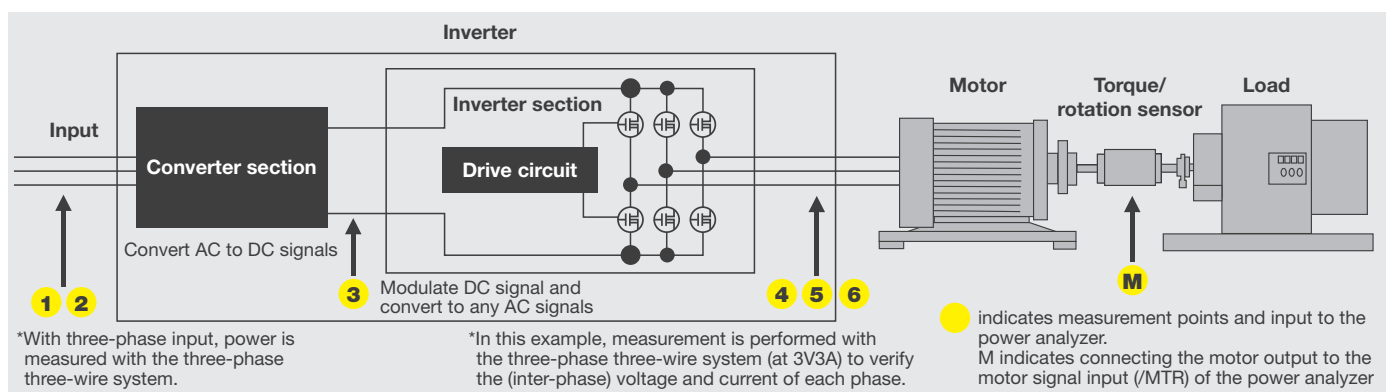 Inverter
Input
Converter section
Convert AC to DC signals
Inverter section
Drive circuit
Modulate DC signal and
convert to any AC signals
Motor
Torque/
rotation sensor
Load
1 2
3
4 5 6
M
*With three-phase input, power is
measured with the three-phase
three-wire system.
*In this example, measurement is performed with
the three-phase three-wire system (at 3V3A) to verify
the (inter-phase) voltage and current of each phase.
indicates measurement points and input to the
power analyzer.
M indicates connecting the motor output to the
motor signal input (/MTR) of the power analyzer